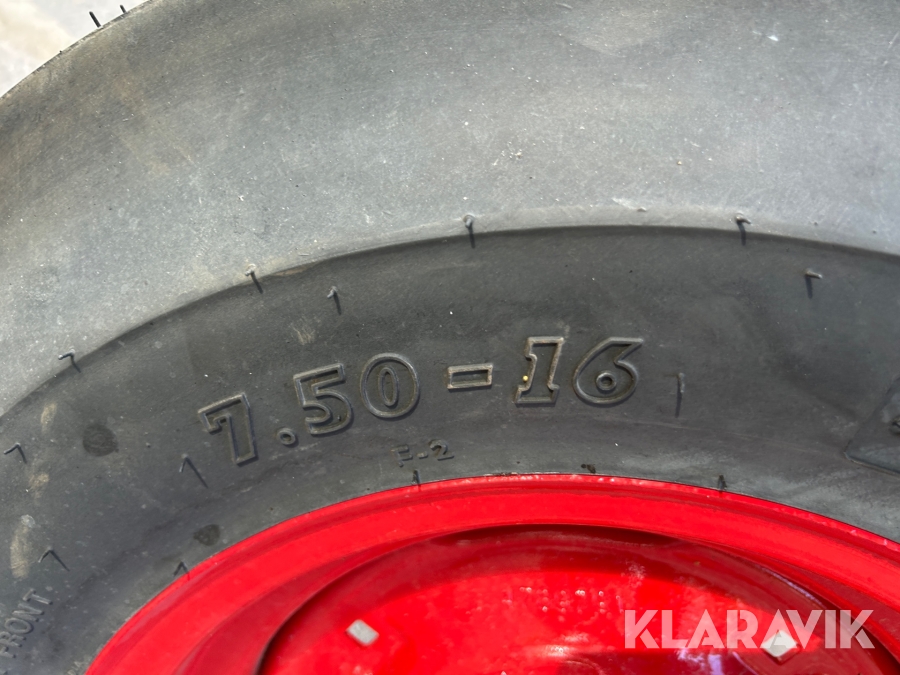 7.50-16
F-2
FRONT
KLARAVIK